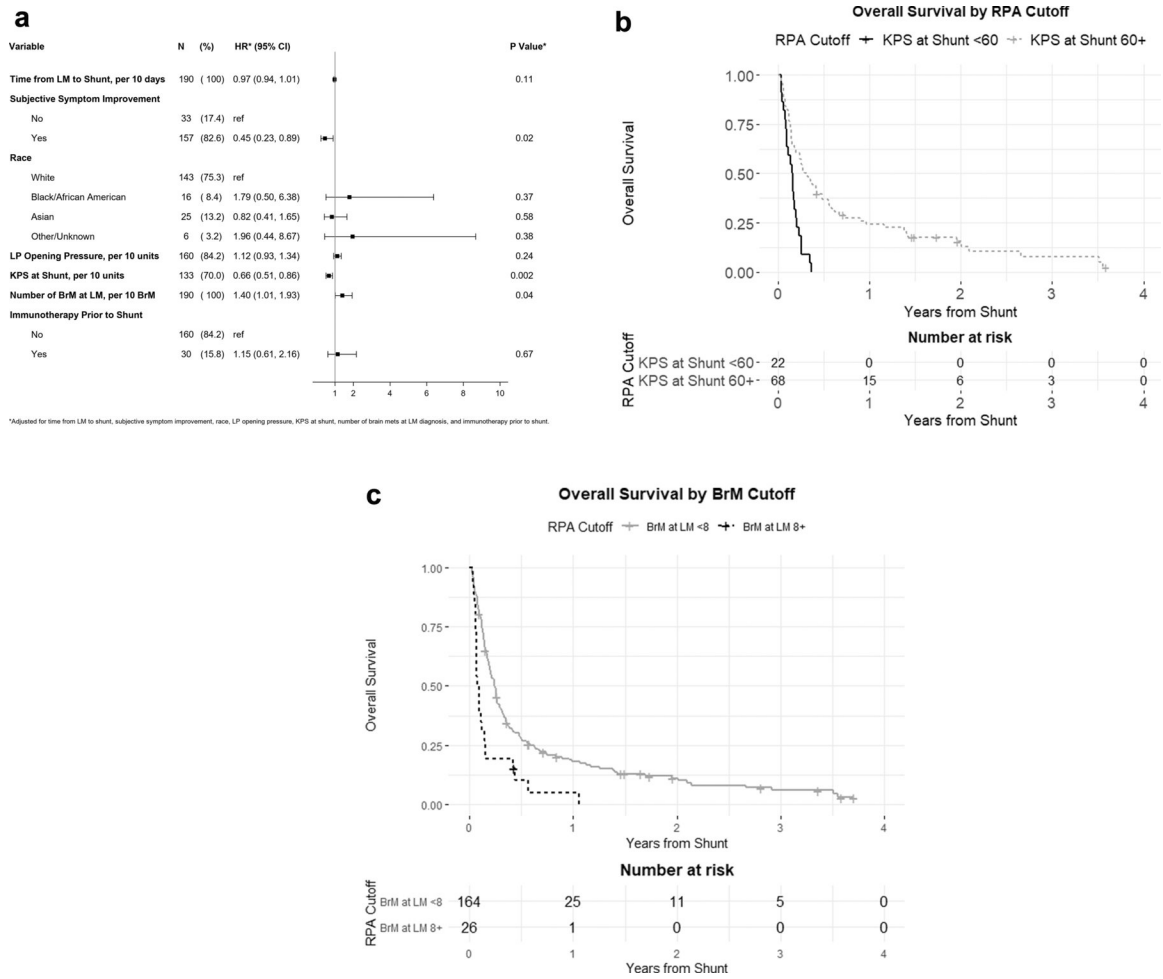 a
Variable N (%) HR* (95% CI) P Value*
Time from LM to Shunt, per 10 days 190 ( 100) 0.97 (0.94, 1.01) 0.11
Subjective Symptom Improvement
No 33 (17.4) ref
Yes 157 (82.6) 0.45 (0.23, 0.89) 0.02
Race
White 143 (75.3) ref
Black/African American 16 ( 8.4) 1.79 (0.50, 6.38) 0.37
Asian 25 (13.2) 0.82 (0.41, 1.65) 0.58
Other/Unknown 6 ( 3.2) 1.96 (0.44, 8.67) 0.38
LP Opening Pressure, per 10 units 160 (84.2) 1.12 (0.93, 1.34) 0.24
KPS at Shunt, per 10 units 133 (70.0) 0.66 (0.51, 0.86) 0.002
Number of BrM at LM, per 10 BrM 190 ( 100) 1.40 (1.01, 1.93) 0.04
Immunotherapy Prior to Shunt
No 160 (84.2) ref
Yes 30 (15.8) 1.15 (0.61, 2.16) 0.67
1 2 4 6 8 10
*Adjusted for time from LM to shunt, subjective symptom improvement, race, LP opening pressure, KPS at shunt, number of brain mets at LM diagnosis, and immunotherapy prior to shunt.
b
Overall Survival by RPA Cutoff
RPA Cutoff KPS at Shunt <60 KPS at Shunt 60+
Overall Survival
1.00
0.75
0.50
0.25
0.00
0 1 2 3 4
Years from Shunt
Number at risk
RPA Cutoff
KPS at Shunt <60 22 0 0 0 0
KPS at Shunt 60+ 68 15 6 3 0
0 1 2 3 4
Years from Shunt
c
Overall Survival by BrM Cutoff
RPA Cutoff BrM at LM <8 BrM at LM 8+
Overall Survival
1.00
0.75
0.50
0.25
0.00
0 1 2 3 4
Years from Shunt
Number at risk
RPA Cutoff
BrM at LM <8 164 25 11 5 0
BrM at LM 8+ 26 1 0 0 0
0 1 2 3 4
Years from Shunt